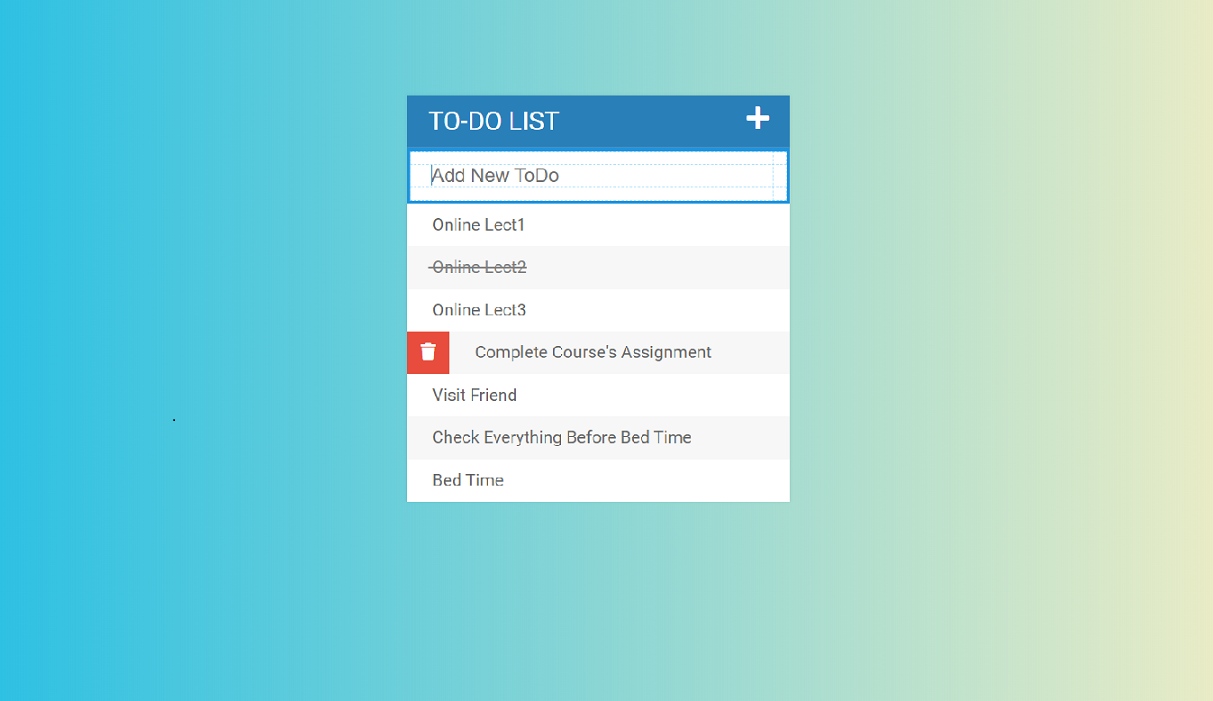 TO-DO LIST
Add New ToDo
Online Lect1
Online Lect2
Online Lect3
Complete Course's Assignment
Visit Friend
Check Everything Before Bed Time
Bed Time